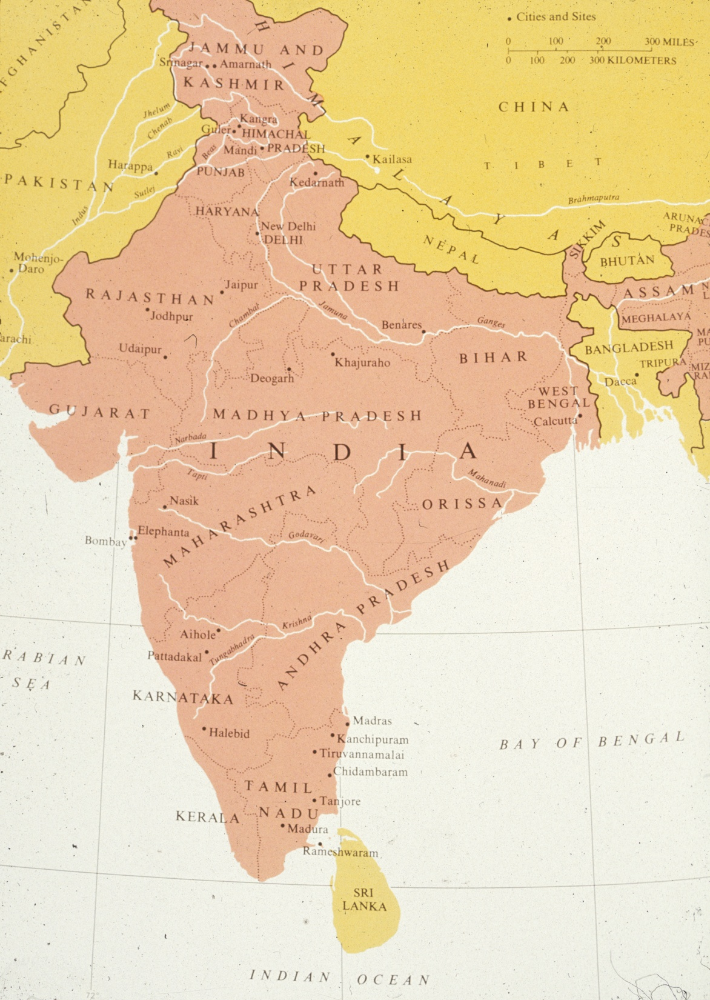 Cities and Sites
0 100 200 300 MILES
0 100 200 300 KILOMETERS
JAMMU AND
KASHMIR
Srinagar
Amarnath
HIMALAYAS
CHINA
TIBET
Jhelum
Chenab
Ravi
Beas
Sutlej
Indus
Kangra
Guler
HIMACHAL
PRADESH
Mandi
Harappa
PUNJAB
PAKISTAN
Kailasa
Kedarnath
Brahmaputra
HARYANA
New Delhi
DELHI
NEPAL
SIKKIM
BHUTAN
Mohenjo-
Daro
UTTAR
PRADESH
RAJASTHAN
Jaipur
Jodhpur
Chambal
Jamuna
Ganges
Benares
ASSAM
MEGHALAYA
BANGLADESH
TRIPURA
Dacca
arachi
Udaipur
Khajuraho
Deogarh
BIHAR
WEST
BENGAL
Calcutta
GUJARAT
MADHYA PRADESH
Narbada
INDIA
Tapti
Mahanadi
Nasik
MAHARASHTRA
ORISSA
Elephanta
Bombay
Godavari
ANDHRA PRADESH
Krishna
Aihole
Pattadakal
Tungabhadra
RABIAN
SEA
KARNATAKA
Halebid
Madras
Kanchipuram
Tiruvannamalai
Chidambaram
BAY OF BENGAL
TAMIL
NADU
Tanjore
KERALA
Madura
Rameshwaram
SRI
LANKA
INDIAN OCEAN
72°